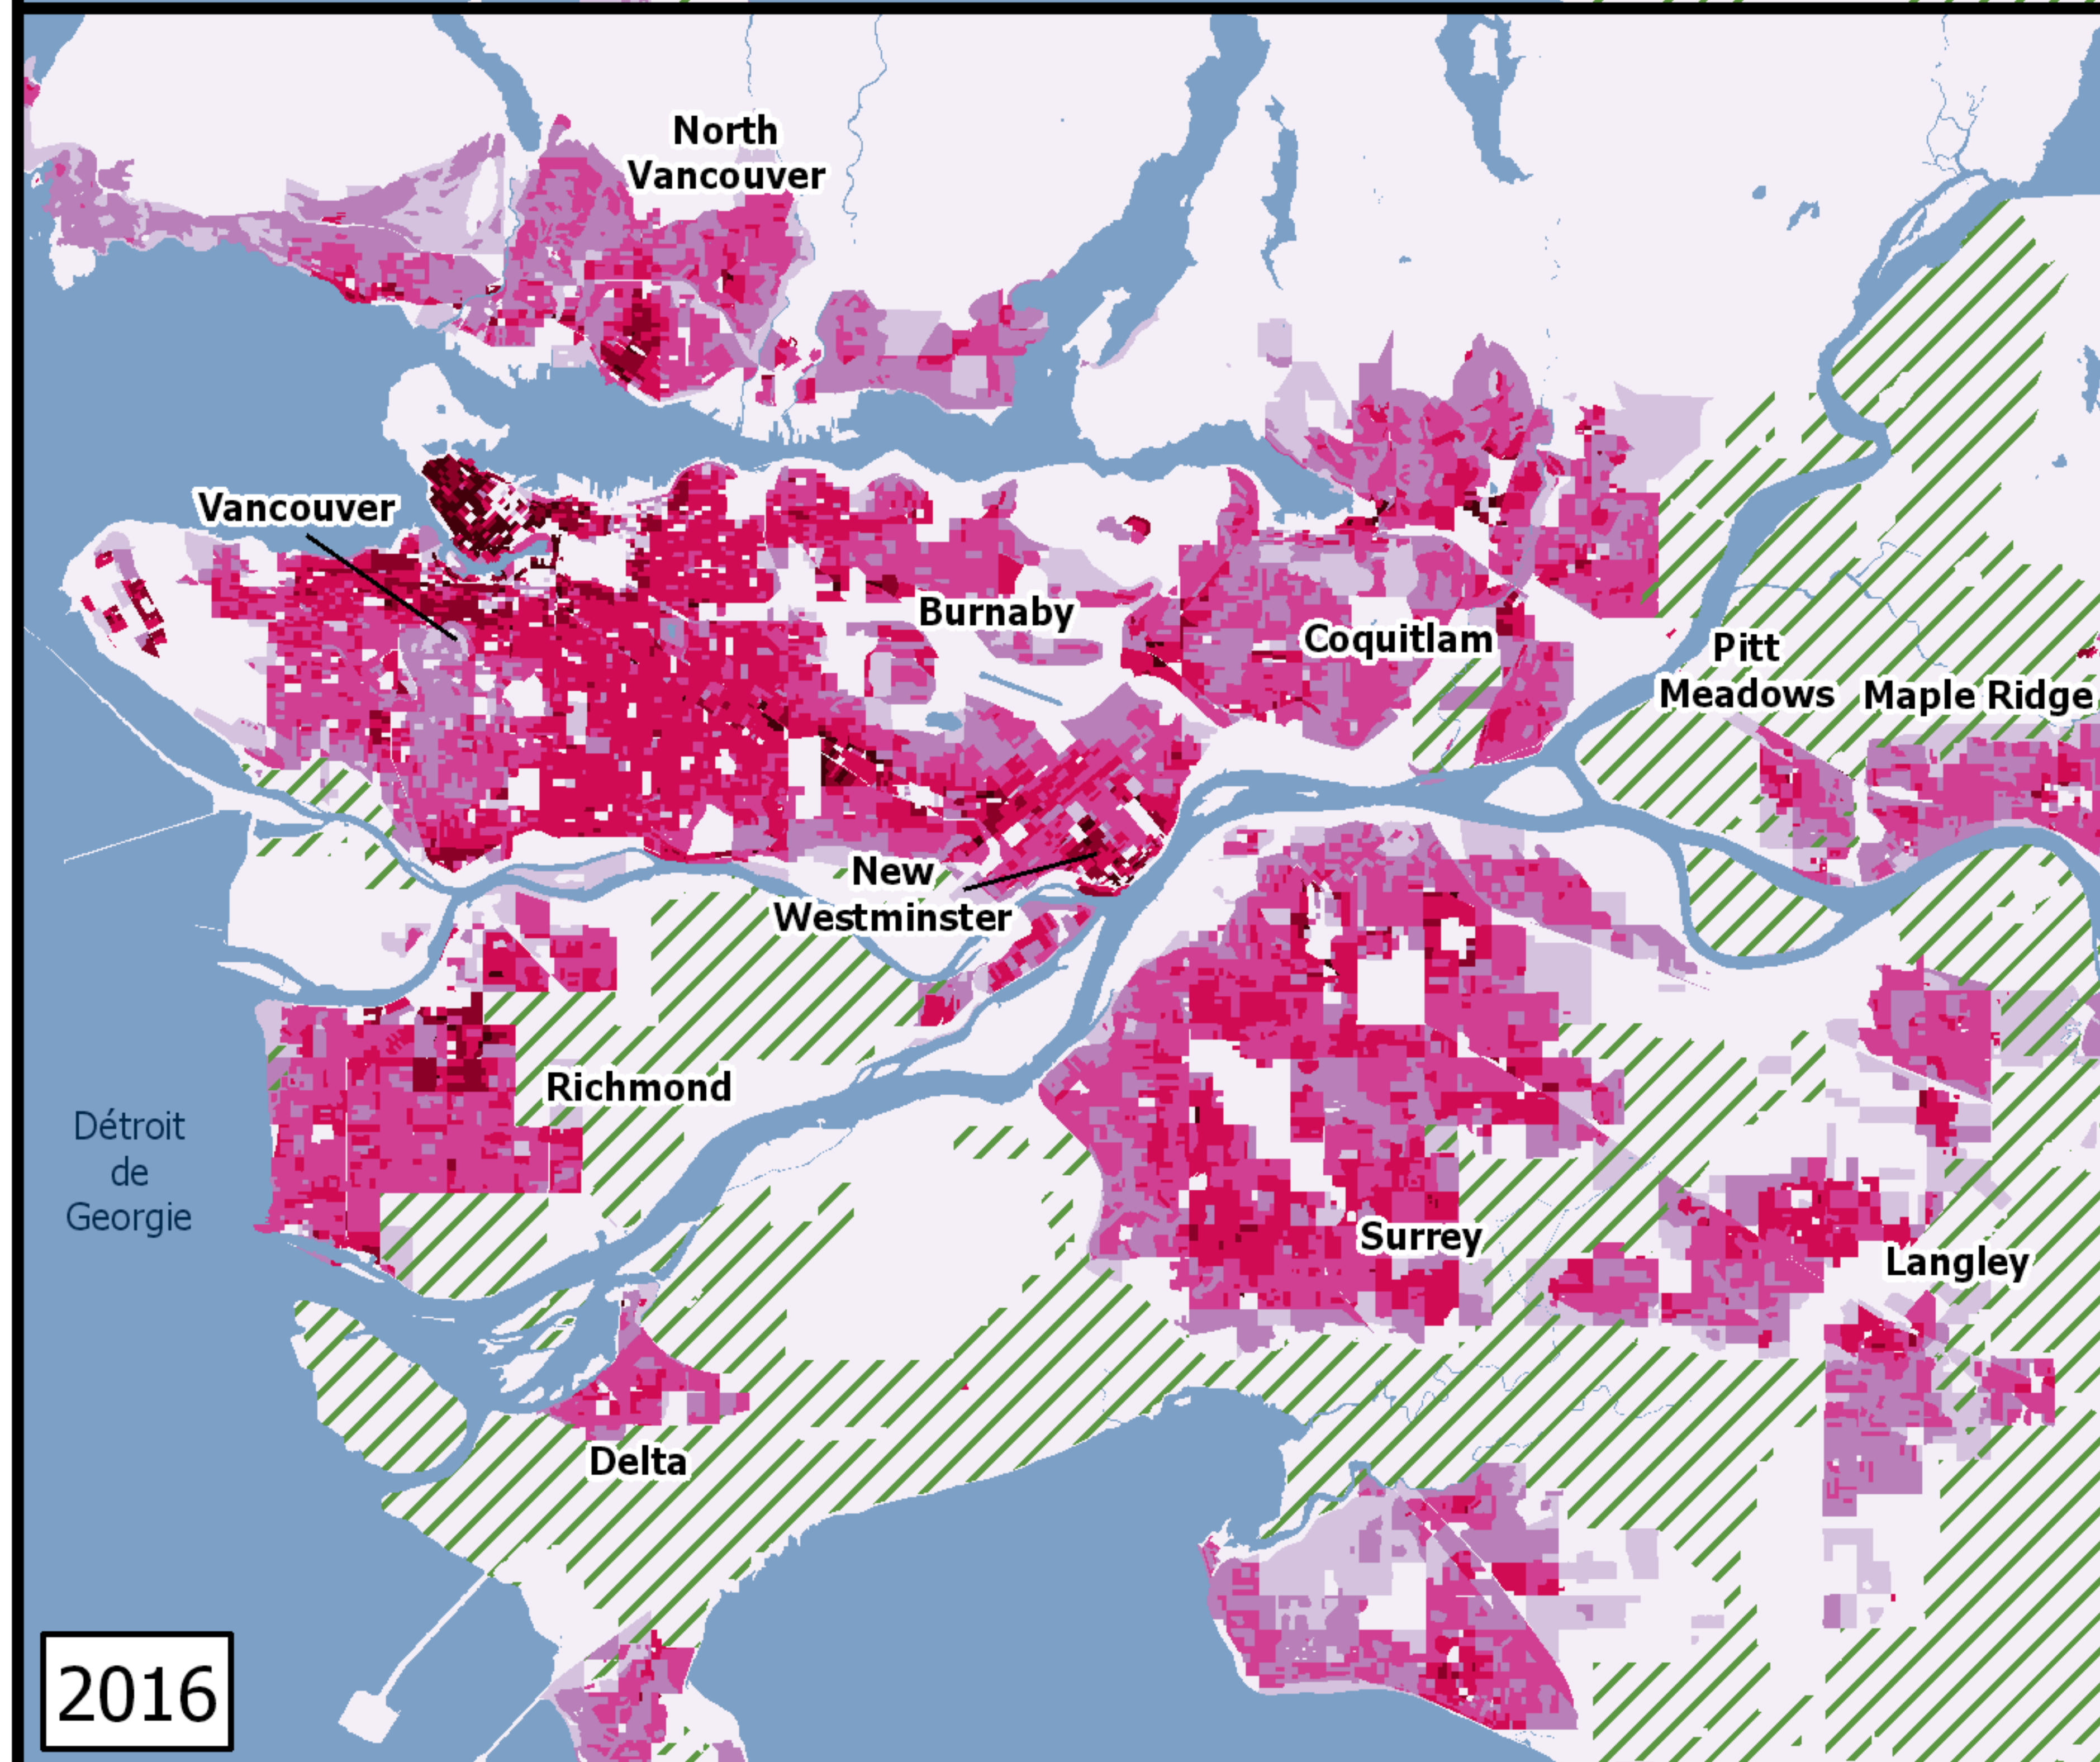 North
Vancouver
Vancouver
Burnaby
Coquitlam
Pitt
Meadows
Maple Ridge
New
Westminster
Richmond
Détroit
de
Georgie
Surrey
Langley
Delta
2016